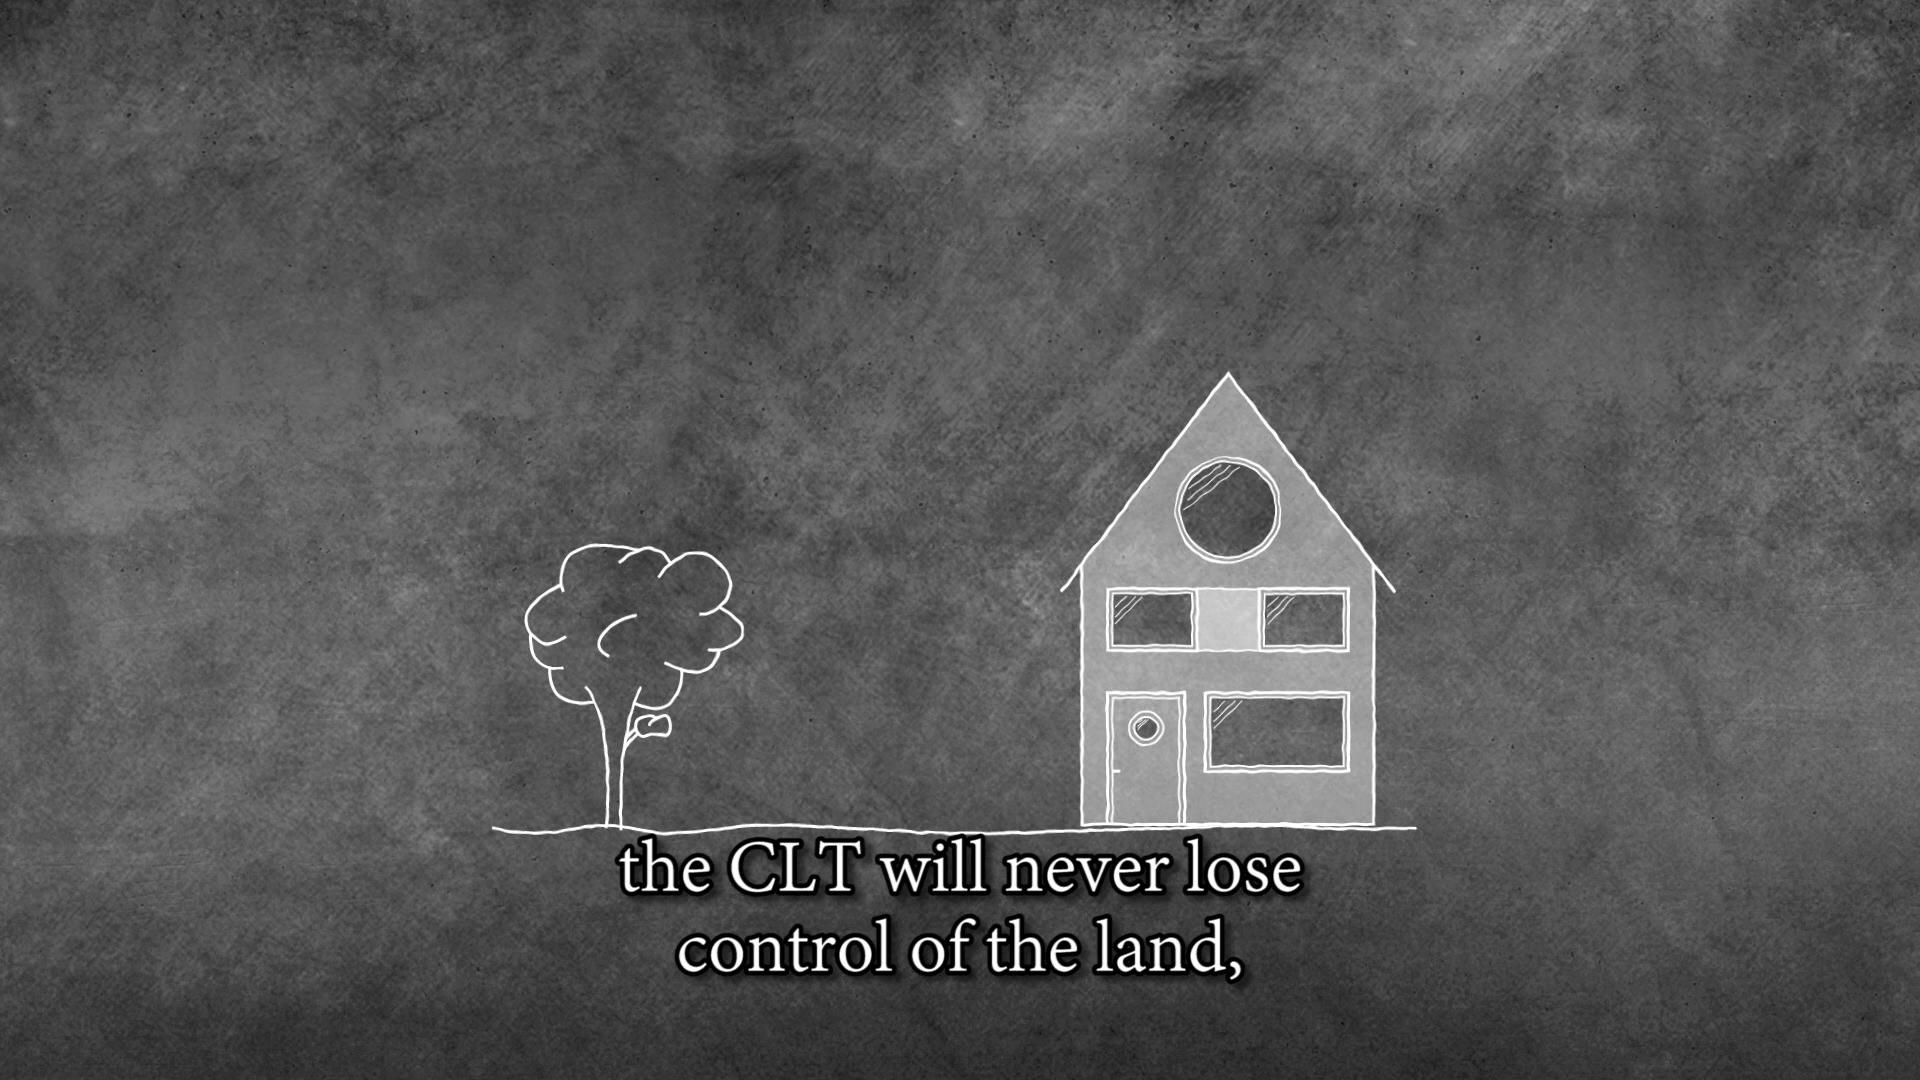 the CLT will never lose
control of the land,